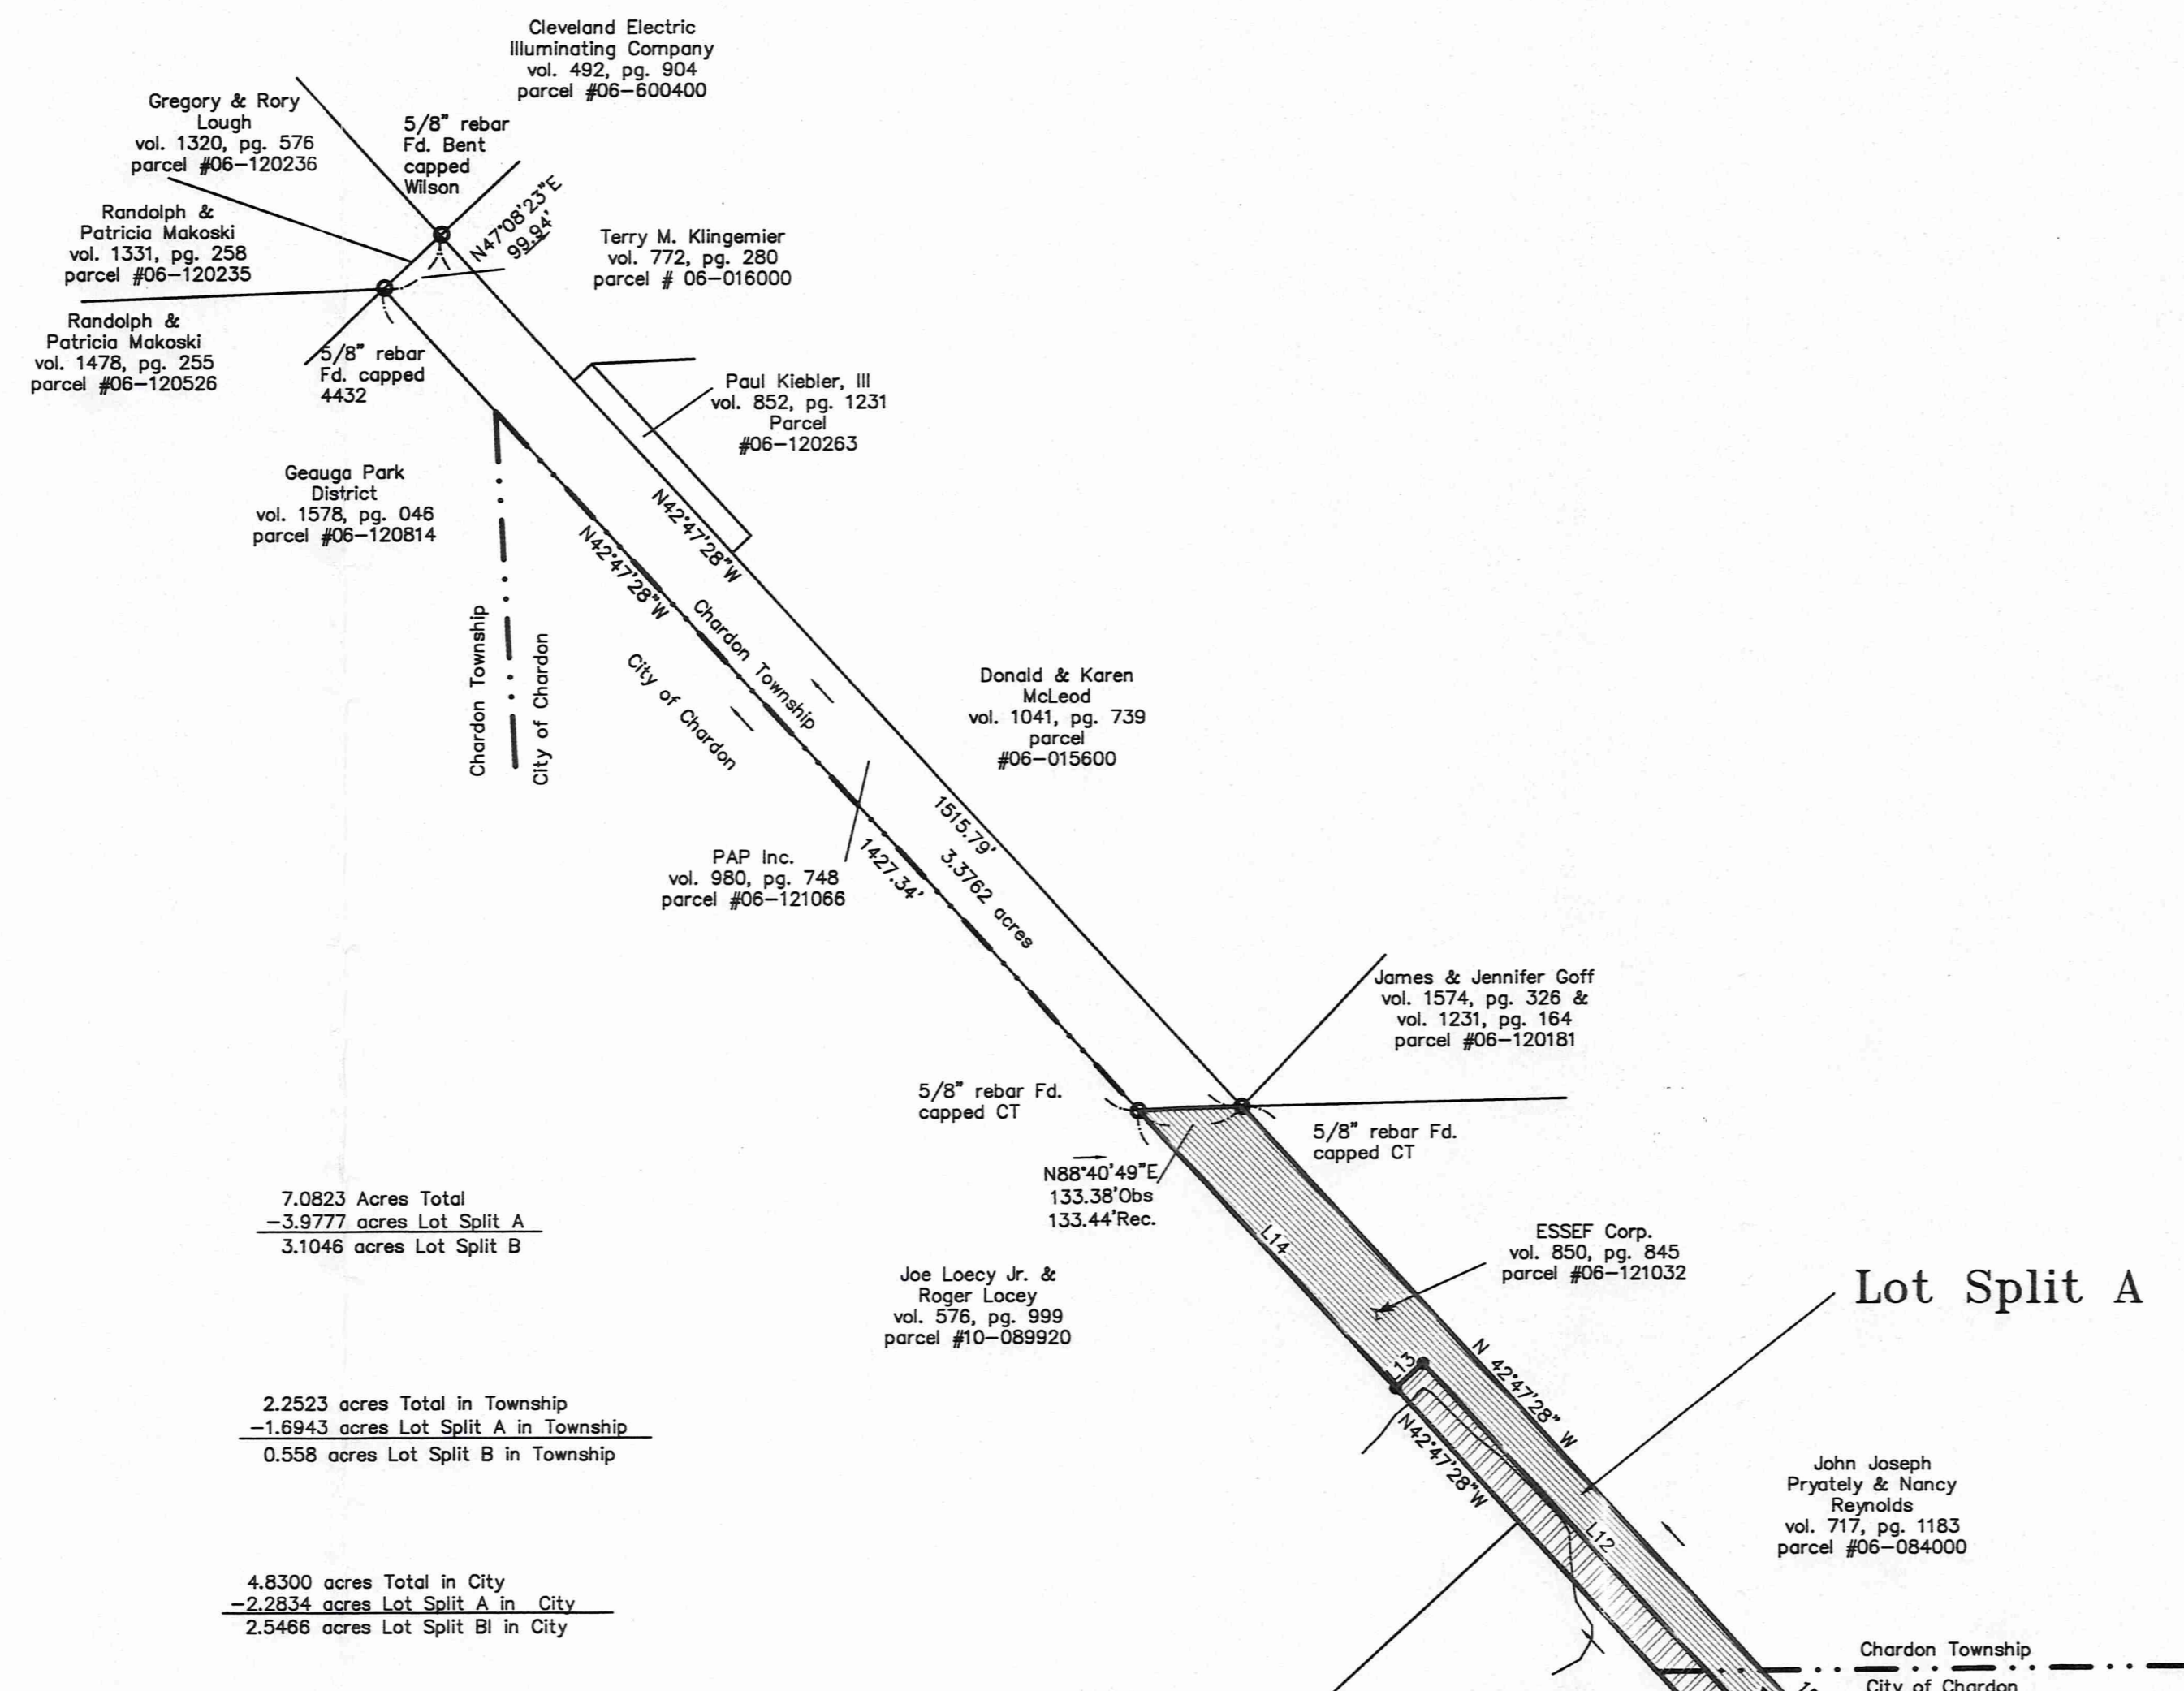 Cleveland Electric
Illuminating Company
vol. 492, pg. 904
parcel #06-600400
Gregory & Rory
Lough
vol. 1320, pg. 576
parcel #06-120236
5/8" rebar
Fd. Bent
capped
Wilson
N47°08'23"E
99.94'
Randolph &
Patricia Makoski
vol. 1331, pg. 258
parcel #06-120235
Terry M. Klingemier
vol. 772, pg. 280
parcel # 06-016000
Randolph &
Patricia Makoski
vol. 1478, pg. 255
parcel #06-120526
5/8" rebar
Fd. capped
4432
Paul Kiebler, III
vol. 852, pg. 1231
Parcel
#06-120263
Geauga Park
District
vol. 1578, pg. 046
parcel #06-120814
N42°47'28"W
N42°47'28"W
Chardon Township
City of Chardon
Chardon Township
City of Chardon
Donald & Karen
McLeod
vol. 1041, pg. 739
parcel
#06-015600
1515.79'
3.3762 acres
1427.34'
PAP Inc.
vol. 980, pg. 748
parcel #06-121066
James & Jennifer Goff
vol. 1574, pg. 326 &
vol. 1231, pg. 164
parcel #06-120181
5/8" rebar Fd.
capped CT
5/8" rebar Fd.
capped CT
N88°40'49"E
133.38'Obs
133.44'Rec.
7.0823 Acres Total
-3.9777 acres Lot Split A
3.1046 acres Lot Split B
L14
ESSEF Corp.
vol. 850, pg. 845
parcel #06-121032
Lot Split A
Joe Loecy Jr. &
Roger Locey
vol. 576, pg. 999
parcel #10-089920
L13
N 42°47'28" W
N42°47'28"W
2.2523 acres Total in Township
-1.6943 acres Lot Split A in Township
0.558 acres Lot Split B in Township
L12
John Joseph
Pryately & Nancy
Reynolds
vol. 717, pg. 1183
parcel #06-084000
4.8300 acres Total in City
-2.2834 acres Lot Split A in City
2.5466 acres Lot Split BI in City
Chardon Township
City of Chardon